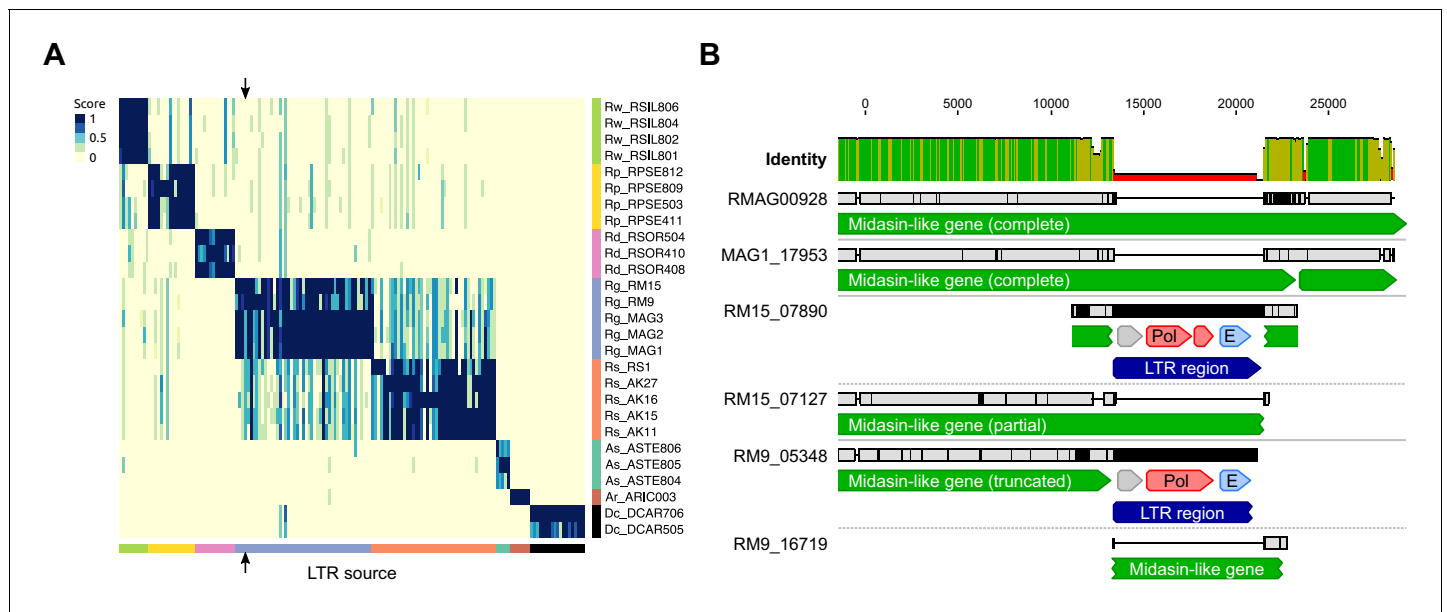 A
Score
1
0.5
0
Rw_RSIL806
Rw_RSIL804
Rw_RSIL802
Rw_RSIL801
Rp_RPSE812
Rp_RPSE809
Rp_RPSE503
Rp_RPSE411
Rd_RSOR504
Rd_RSOR410
Rd_RSOR408
Rg_RM15
Rg_RM9
Rg_MAG3
Rg_MAG2
Rg_MAG1
Rs_RS1
Rs_AK27
Rs_AK16
Rs_AK15
Rs_AK11
As_ASTE806
As_ASTE805
As_ASTE804
Ar_ARIC003
Dc_DCAR706
Dc_DCAR505
LTR source
B
0 5000 10000 15000 20000 25000
Identity
RMAG00928
Midasin-like gene (complete)
MAG1_17953
Midasin-like gene (complete)
RM15_07890
Pol E
LTR region
RM15_07127
Midasin-like gene (partial)
RM9_05348
Midasin-like gene (truncated) Pol E
LTR region
RM9_16719
Midasin-like gene